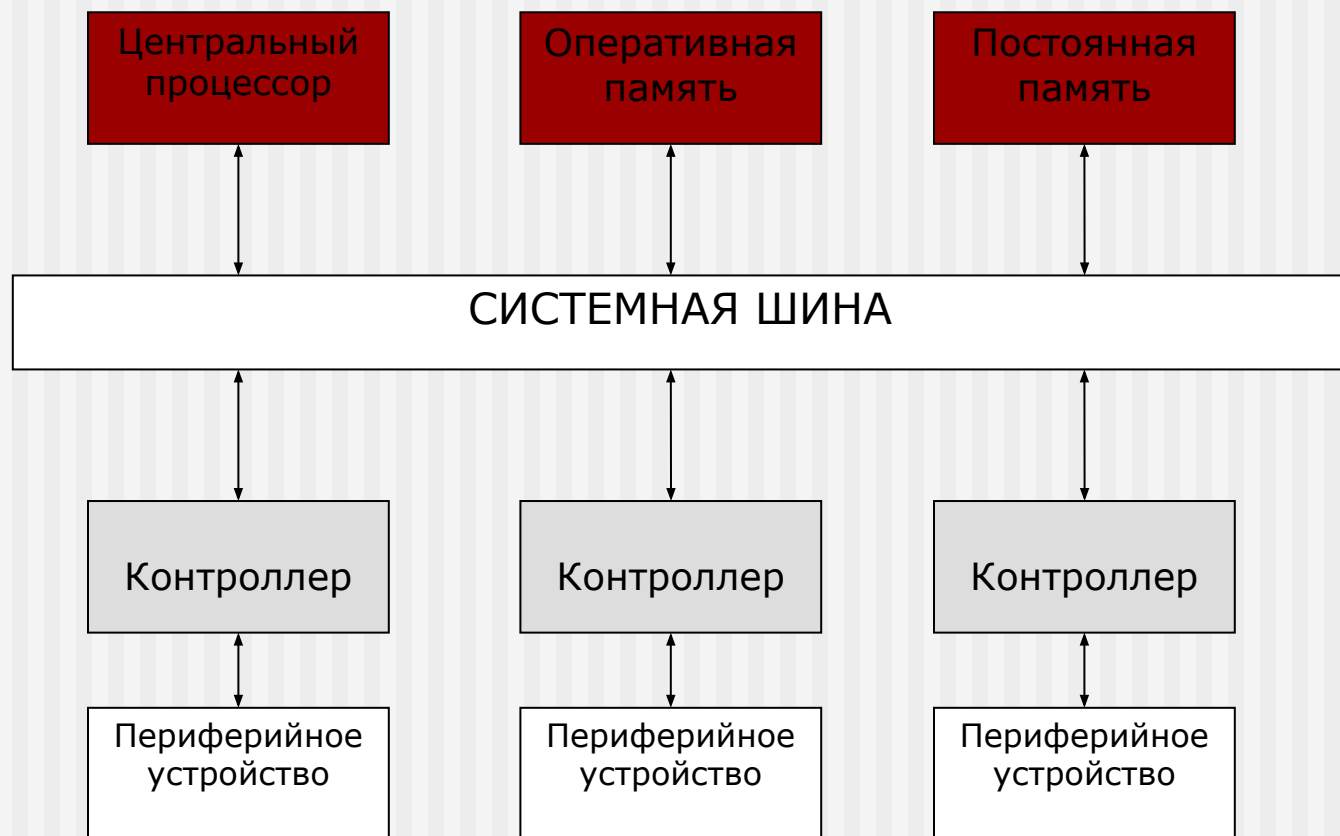 Центральный
процессор
Оперативная
память
Постоянная
память
СИСТЕМНАЯ ШИНА
Контроллер
Контроллер
Контроллер
Периферийное
устройство
Периферийное
устройство
Периферийное
устройство